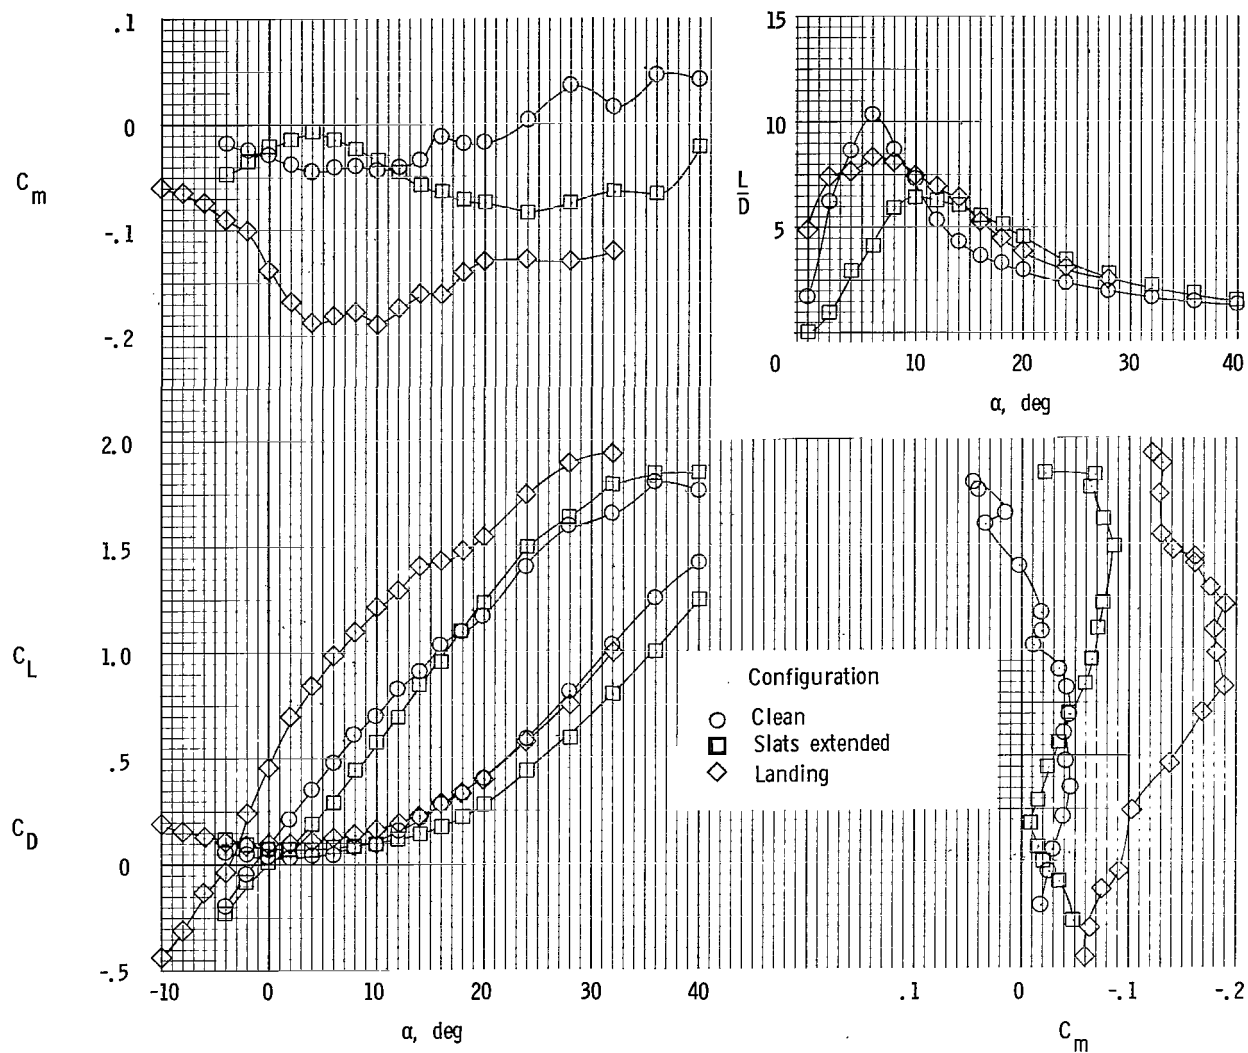 .1
0
C_m
-.1
-.2
15
10
L/D
5
0
10
20
30
40
α, deg
2.0
1.5
C_L
1.0
.5
C_D
0
-.5
-10
0
10
20
30
40
α, deg
Configuration
Clean
Slats extended
Landing
.1
0
-.1
-.2
C_m